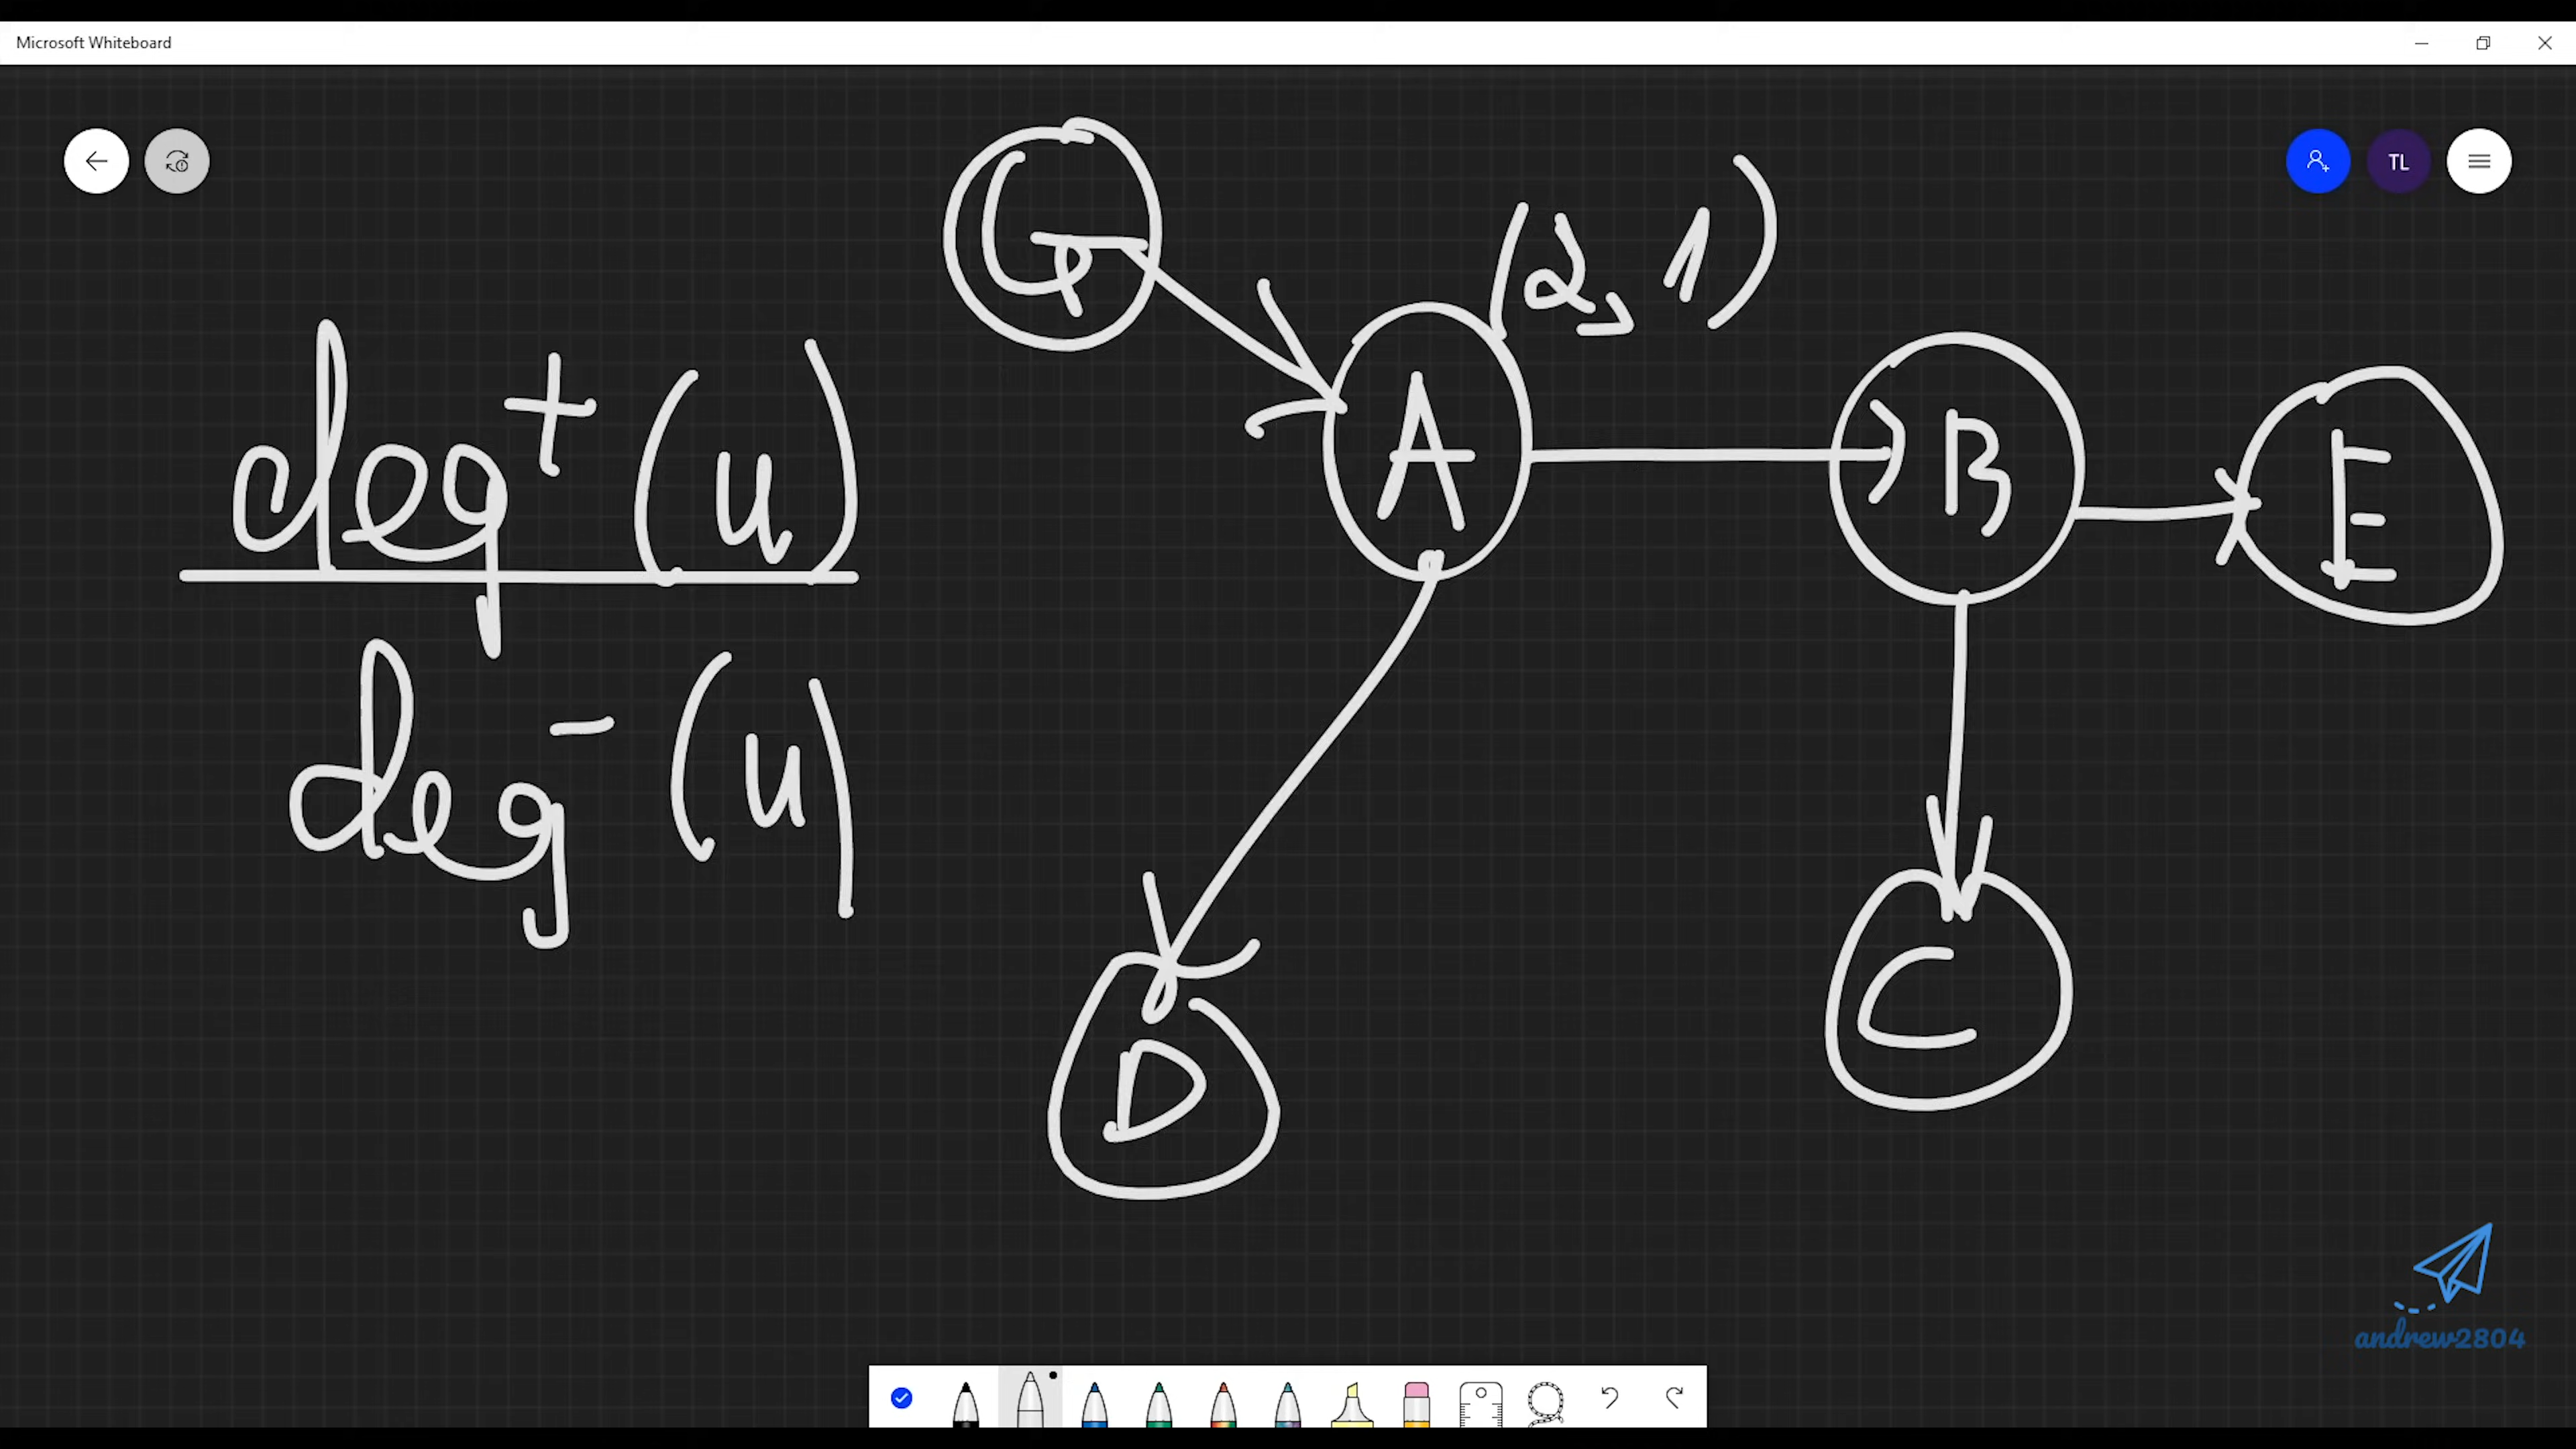 Microsoft Whiteboard
TL
G
(2, 1)
deg⁺(u)
A
B
E
deg⁻(u)
C
D
andrew2804